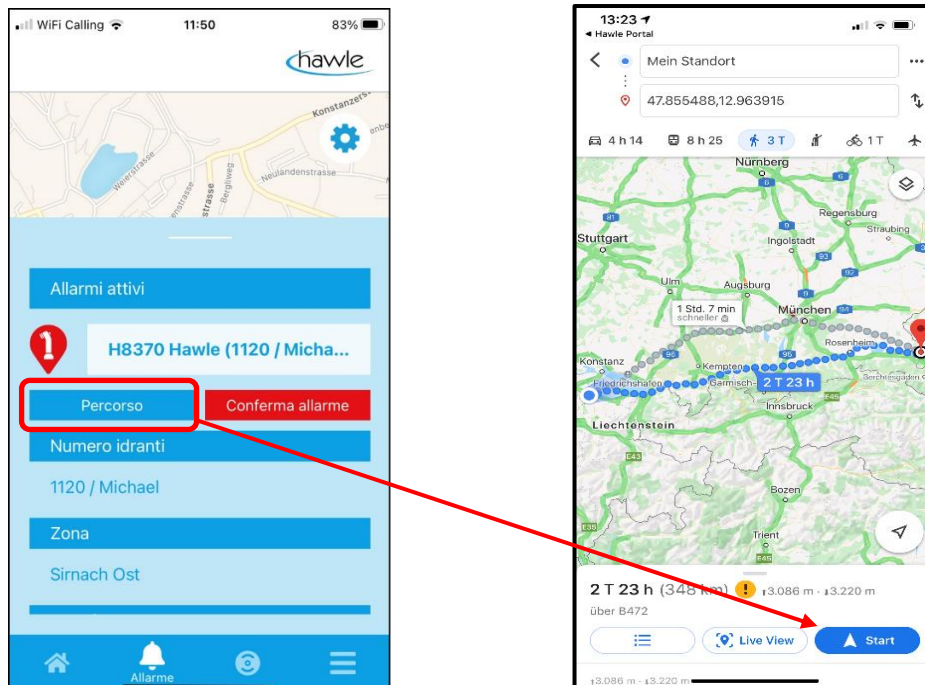 WiFi Calling 11:50 83%
hawle
Konstanzerstr.
Weierstrasse
Neulandenstrasse
Bergliweg
strasse
Allarmi attivi
1
H8370 Hawle (1120 / Micha...
Percorso Conferma allarme
Numero idranti
1120 / Michael
Zona
Sirnach Ost
Allarme
13:23
◄ Hawle Portal
Mein Standort
47.855488,12.963915
4 h 14 8 h 25 3 T 1 T
Nürnberg
Regensburg
Straubing
Stuttgart
Ingolstadt
Ulm
Augsburg
1 Std. 7 min
schneller
München
Rosenheim
Konstanz
Kempten
Friedrichshafen
Garmisch-
2 T 23 h
Berchtesgaden
Innsbruck
Liechtenstein
Bozen
Trient
2 T 23 h (348 km) ! ↑3.086 m · ↓3.220 m
über B472
Live View
Start
↑3.086 m · ↓3.220 m